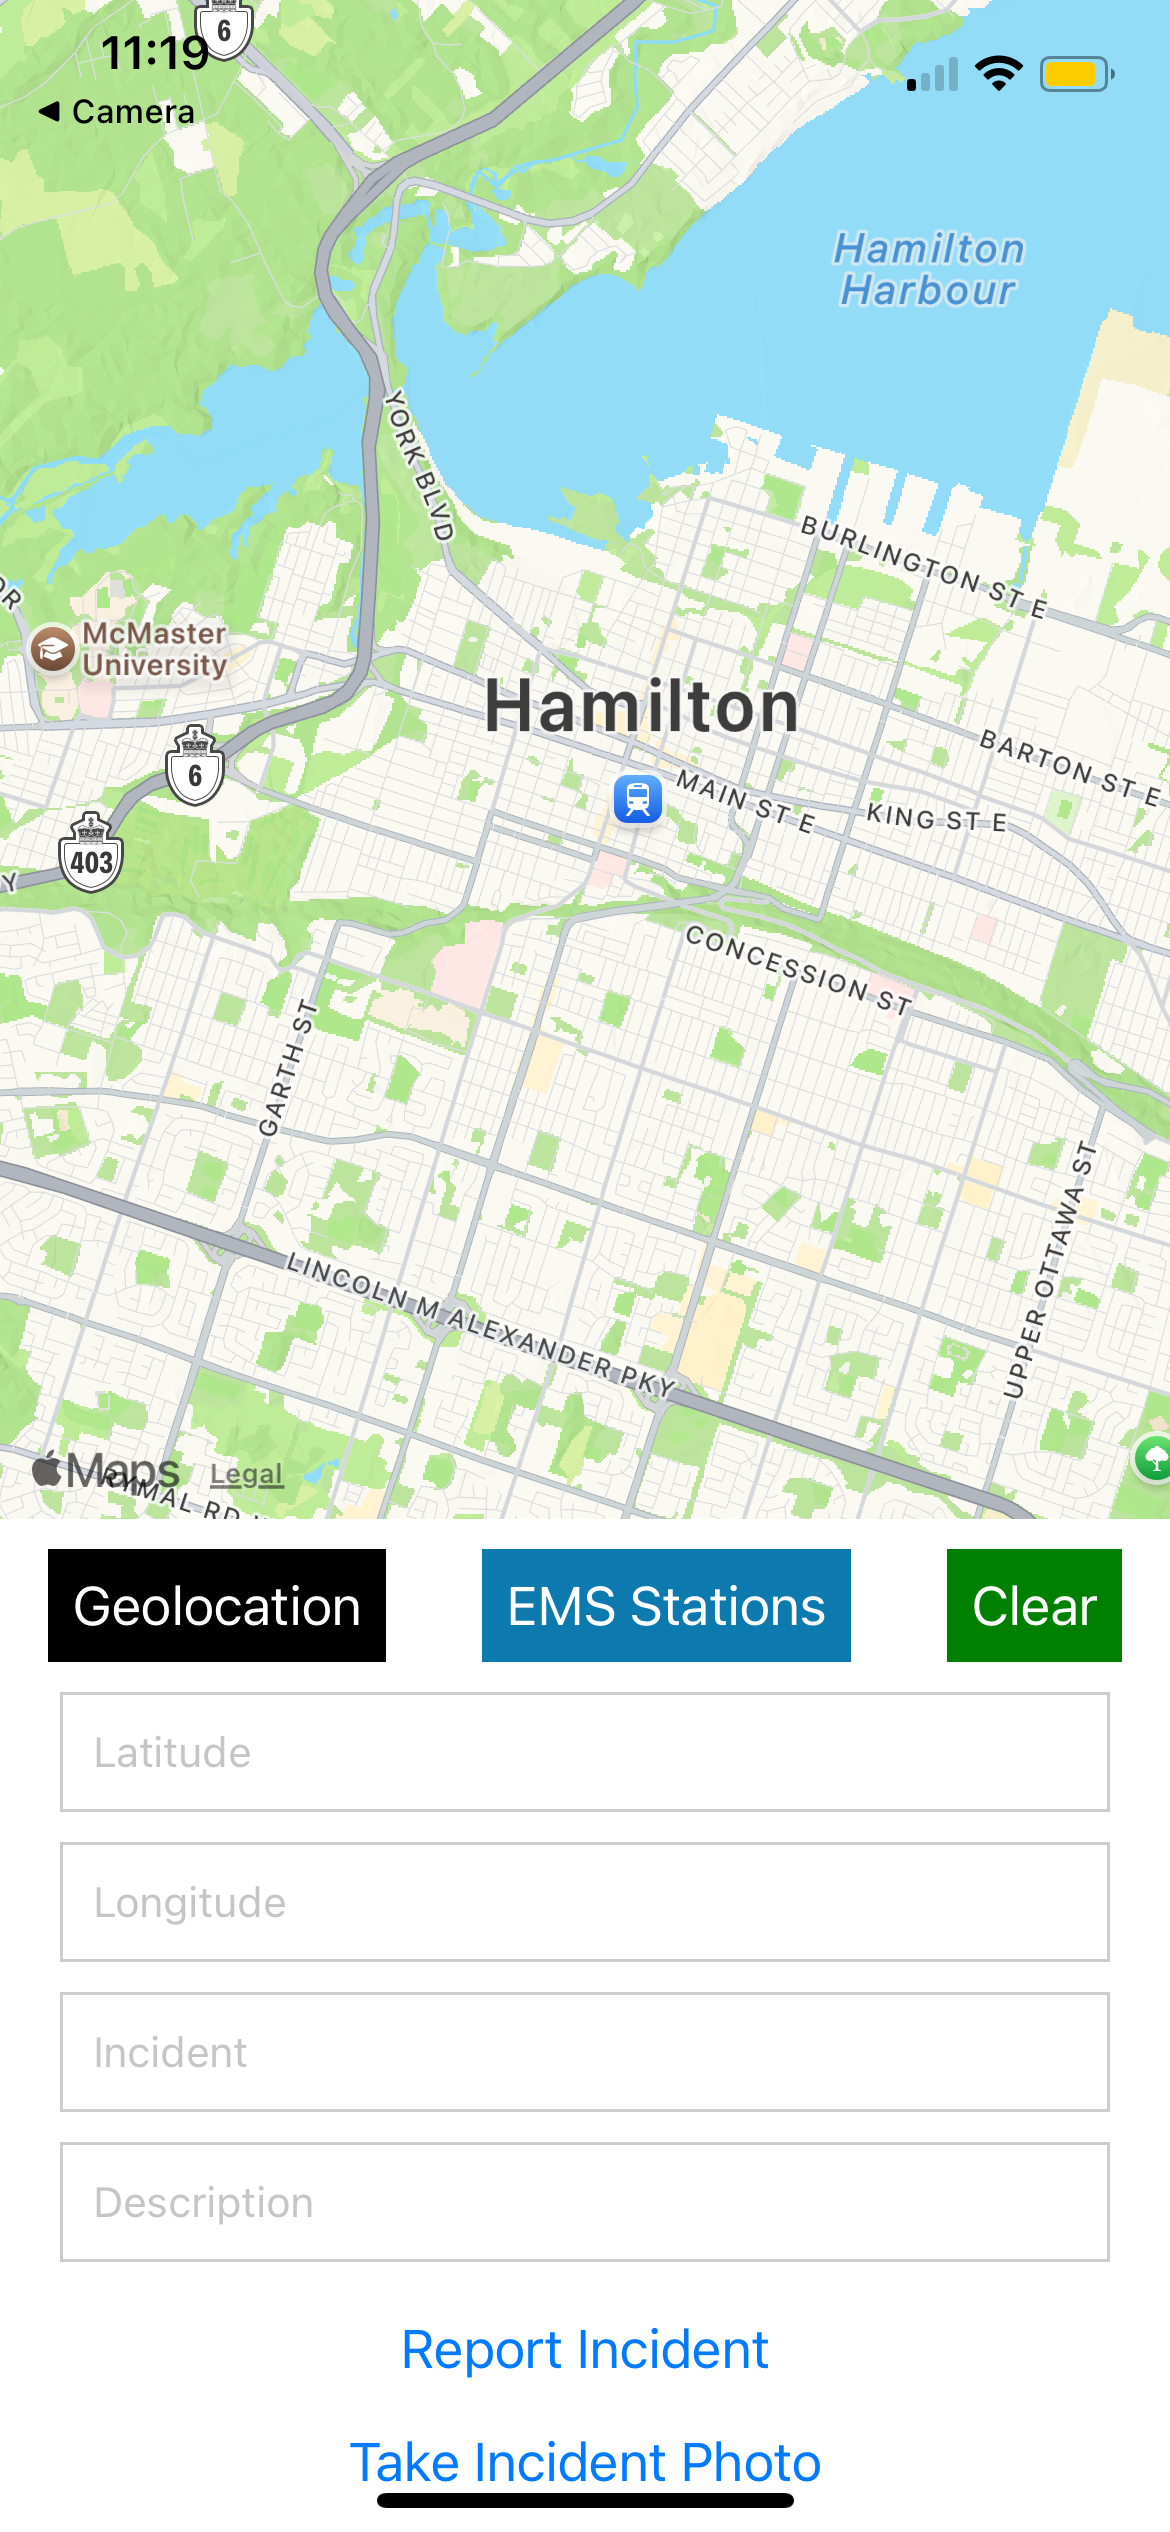 6
11:19
◀ Camera
Hamilton
Harbour
YORK BLVD
BURLINGTON ST E
McMaster
University
Hamilton
BARTON ST E
6
MAIN ST E
KING ST E
403
Y
CONCESSION ST
GARTH ST
UPPER OTTAWA ST
LINCOLN M ALEXANDER PKY
Maps
Legal
RYMAL RD
Geolocation
EMS Stations
Clear
Latitude
Longitude
Incident
Description
Report Incident
Take Incident Photo